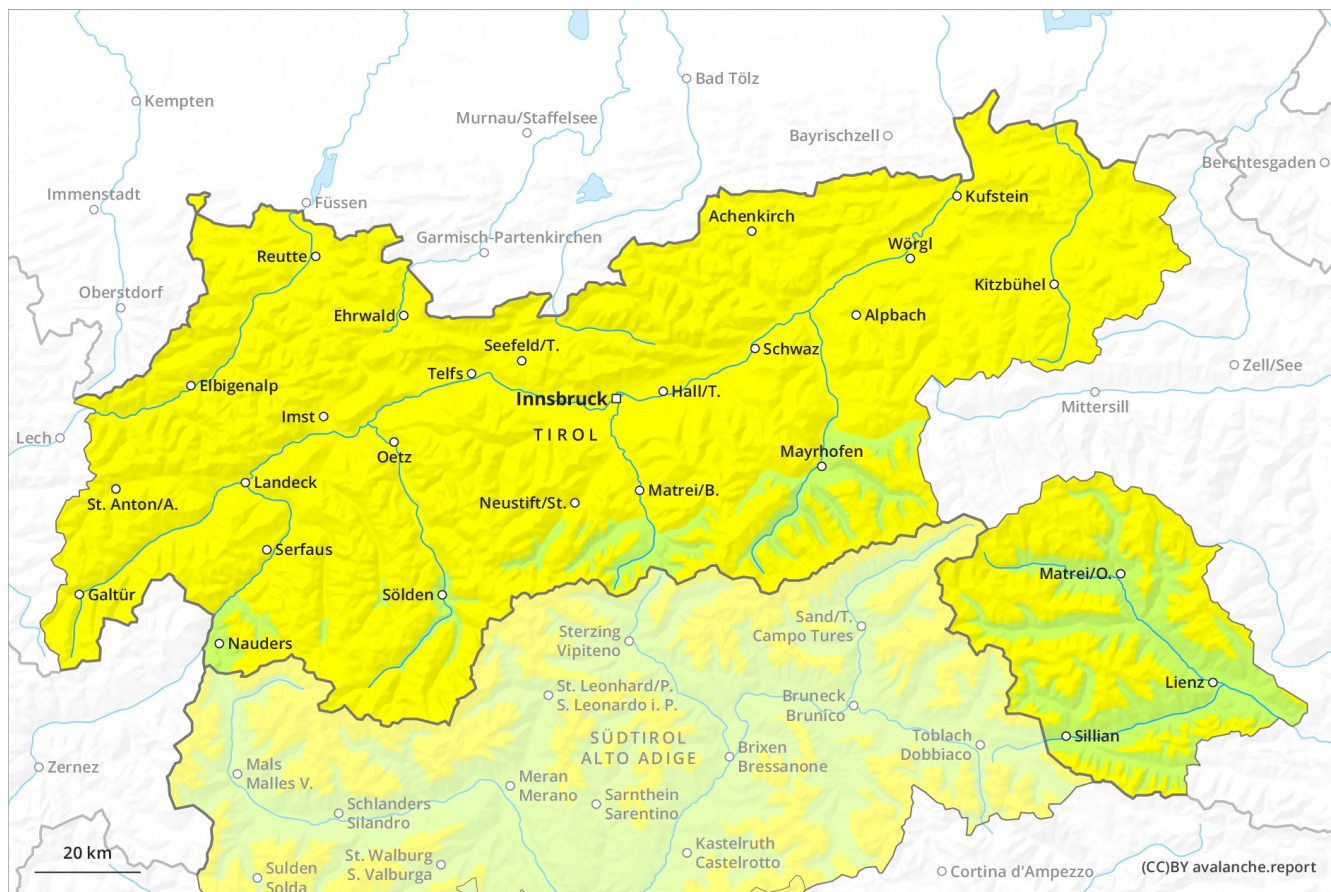 Bad Tölz
Kempten
Murnau/Staffelsee
Bayrischzell
Berchtesgaden
Immenstadt
Füssen
Kufstein
Achenkirch
Garmisch-Partenkirchen
Wörgl
Reutte
Oberstdorf
Kitzbühel
Ehrwald
Alpbach
Seefeld/T.
Schwaz
Zell/See
Telfs
Elbigenalp
Hall/T.
Innsbruck
Mittersill
Imst
TIROL
Lech
Oetz
Mayrhofen
Landeck
Matrei/B.
St. Anton/A.
Neustift/St.
Serfaus
Matrei/O.
Galtür
Sölden
Sand/T.
Campo Tures
Sterzing
Vipiteno
Nauders
Lienz
St. Leonhard/P.
S. Leonardo i. P.
Bruneck
Brunico
Sillian
SÜDTIROL
ALTO ADIGE
Toblach
Dobbiaco
Brixen
Bressanone
Zernez
Mals
Malles V.
Meran
Merano
Sarnthein
Sarentino
Schlanders
Silandro
Kastelruth
Castelrotto
20 km
St. Walburg
S. Valburga
Sulden
Solda
Cortina d'Ampezzo
(CC)BY avalanche.report